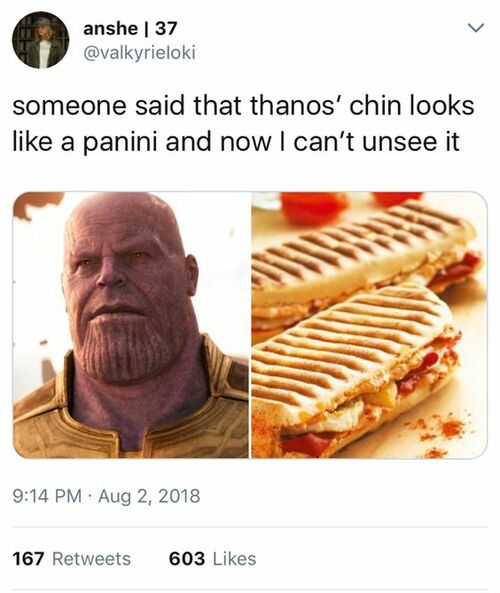 anshe | 37
@valkyrieloki
someone said that thanos’ chin looks
like a panini and now I can’t unsee it
9:14 PM · Aug 2, 2018
167 Retweets 603 Likes